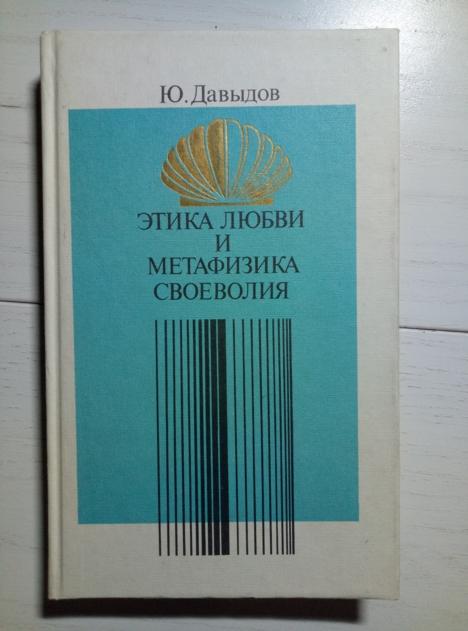 Ю. Давыдов
ЭТИКА ЛЮБВИ
И
МЕТАФИЗИКА
СВОЕВОЛИЯ